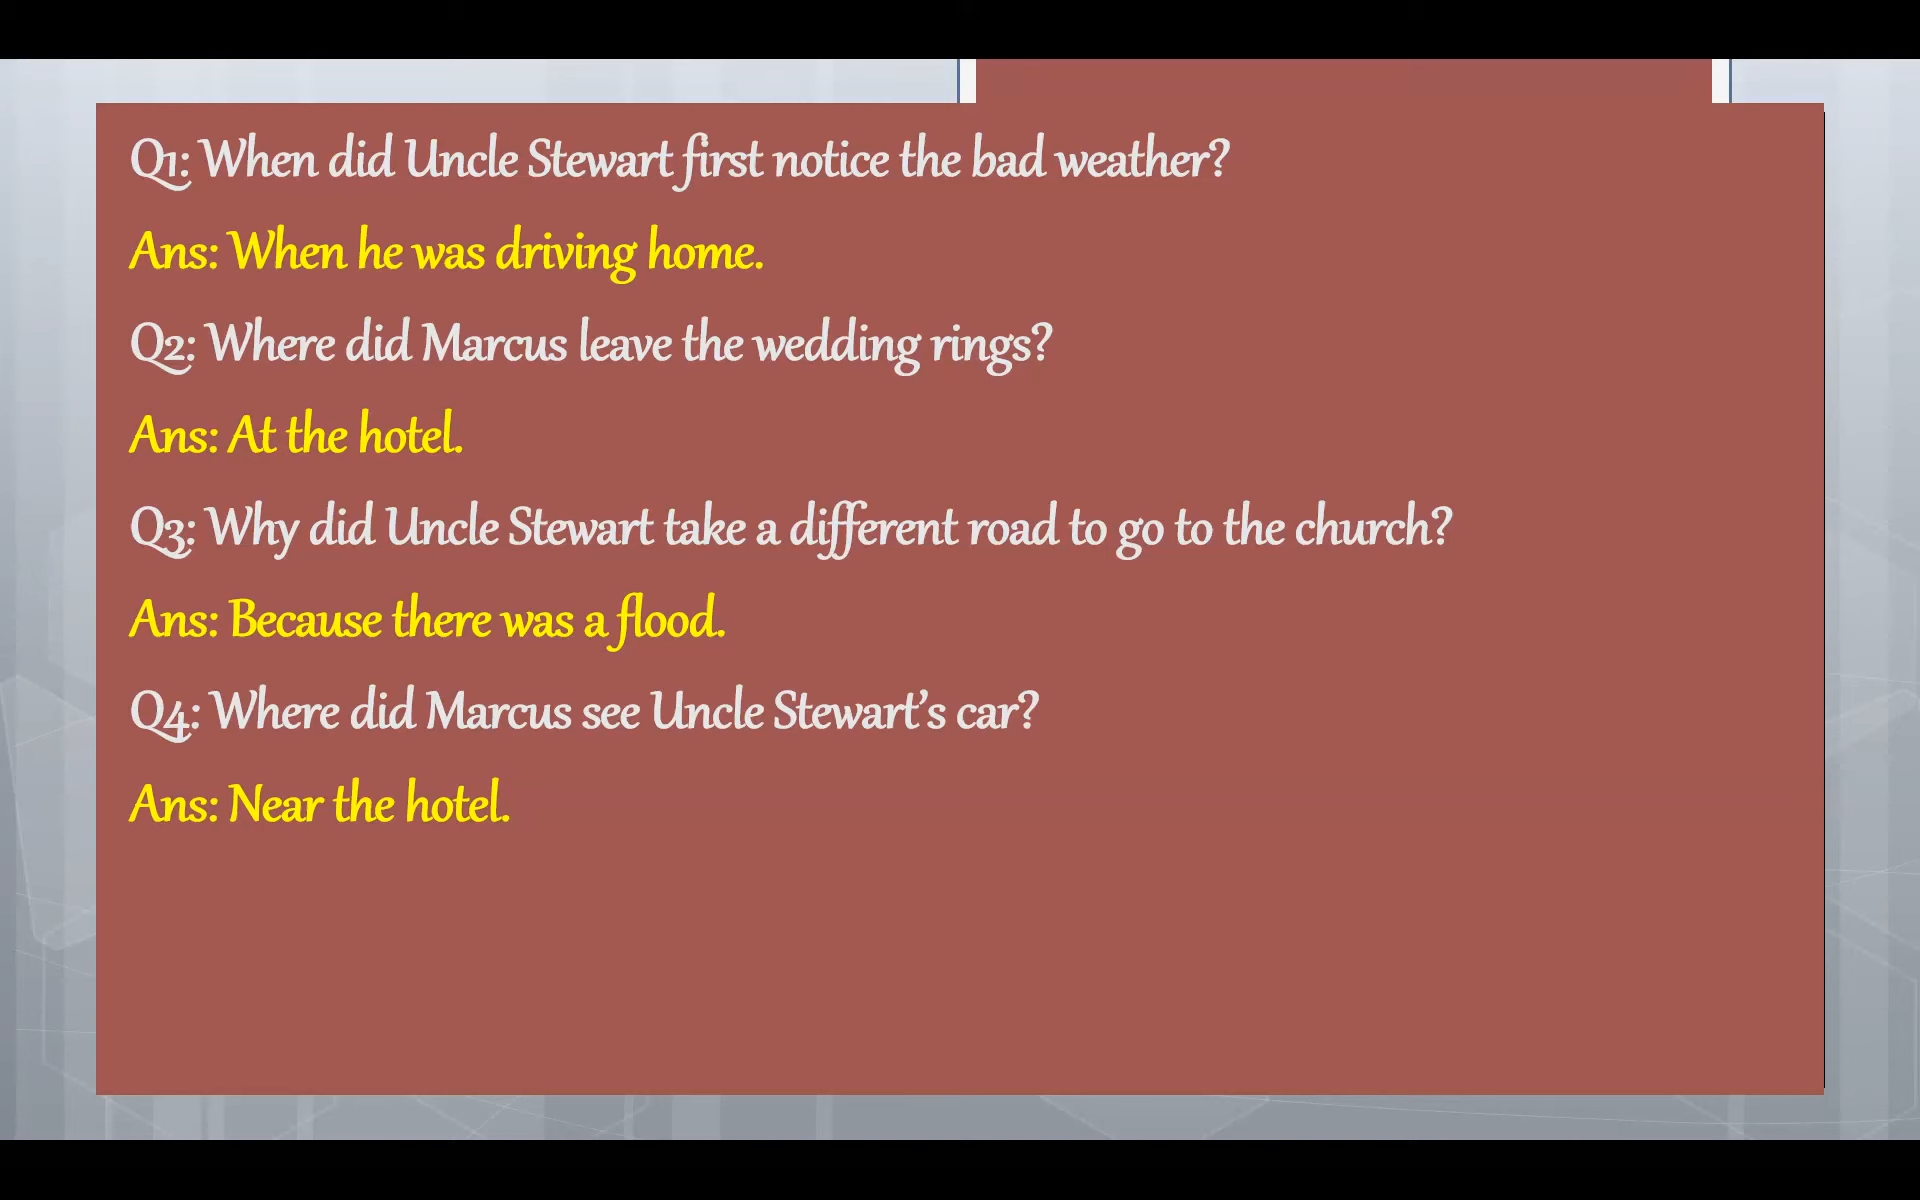 Q1: When did Uncle Stewart first notice the bad weather?
Ans: When he was driving home.
Q2: Where did Marcus leave the wedding rings?
Ans: At the hotel.
Q3: Why did Uncle Stewart take a different road to go to the church?
Ans: Because there was a flood.
Q4: Where did Marcus see Uncle Stewart’s car?
Ans: Near the hotel.